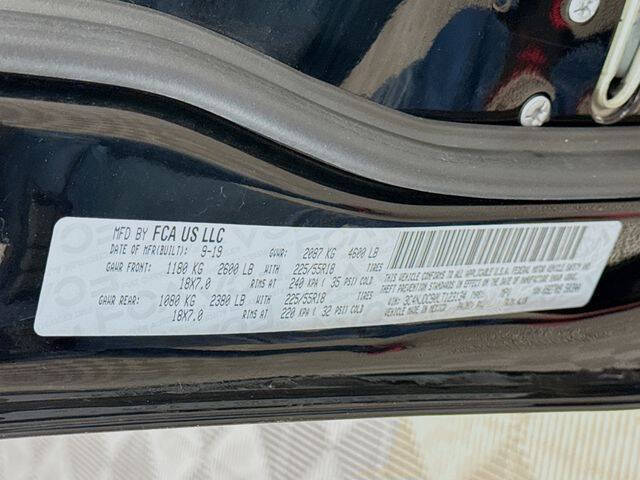 MFD BY FCA US LLC
DATE OF MFR(BUILT): 9-19 GVWR: 2087 KG 4600 LB
GAWR FRONT: 1180 KG 2600 LB WITH 225/55R18 TIRES
18X7.0 RIMS AT 240 KPA ( 35 PSI) COLD
GAWR REAR: 1080 KG 2380 LB WITH 225/55R18 TIRES
18X7.0 RIMS AT 220 KPA ( 32 PSI) COLD
THIS VEHICLE CONFORMS TO ALL APPLICABLE U.S.A. FEDERAL MOTOR VEHICLE SAFETY AND
THEFT PREVENTION STANDARDS IN EFFECT ON THE DATE OF MANUFACTURE SHOWN ABOVE.
VIN: TYPE: MPV
VEHICLE MADE IN MEXICO PAINT: